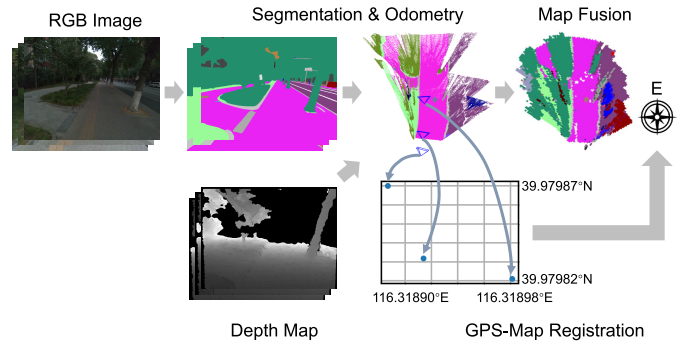 RGB Image
Segmentation & Odometry
Map Fusion
E
39.97987°N
39.97982°N
116.31890°E
116.31898°E
Depth Map
GPS-Map Registration